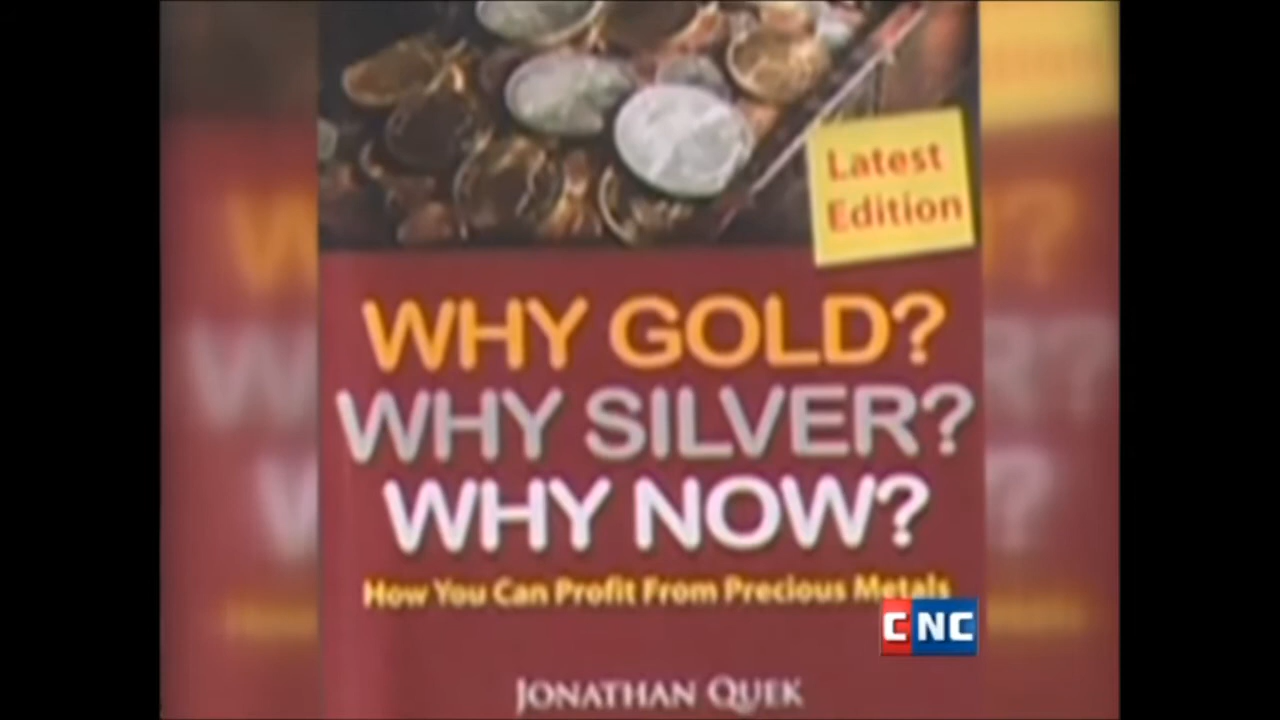 Latest
Edition
WHY GOLD?
WHY SILVER?
WHY NOW?
How You Can Profit From Precious Metals
CNC
JONATHAN QUEK